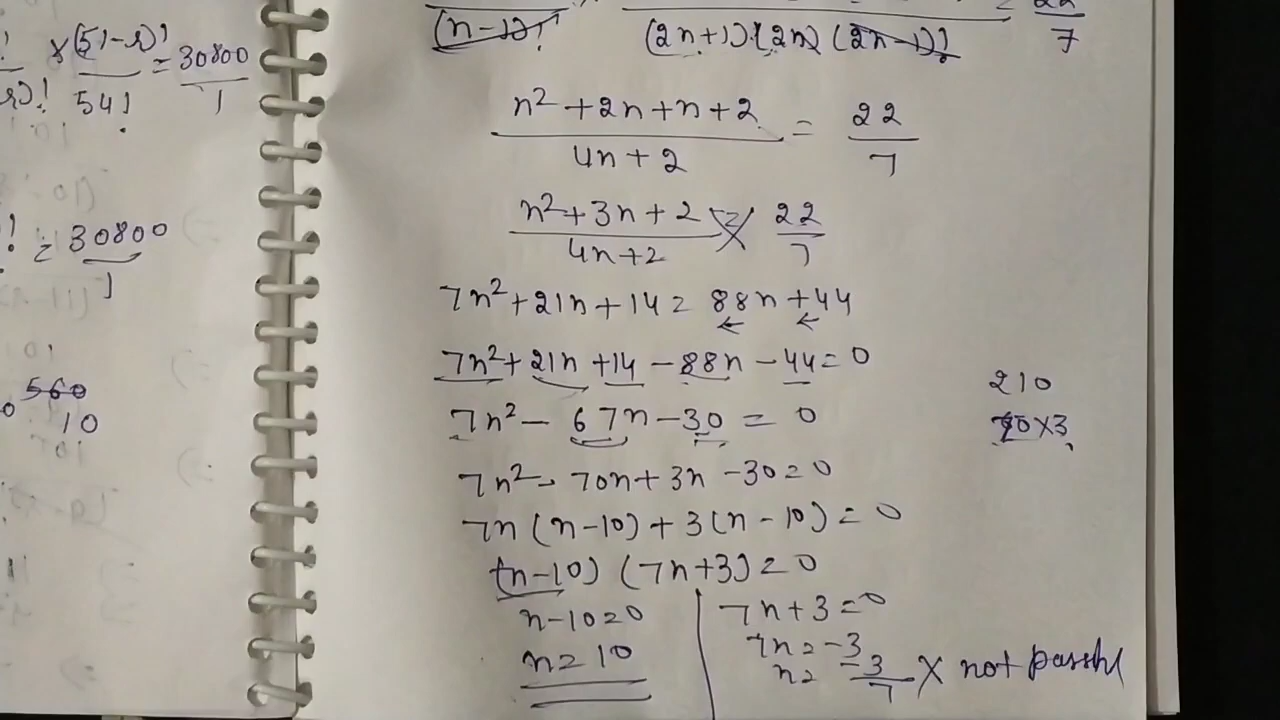 ! × (51-r)! = 30800
r)! 54! 1
! = 30800
1
560
0 10
(n-1)! (2n+1)(2n)(2n-1)! = 22
7
n² + 2n + n + 2 = 22
4n + 2 7
n² + 3n + 2 = 22
4n+2 7
7n² + 21n + 14 = 88n + 44
7n² + 21n + 14 - 88n - 44 = 0
7n² - 67n - 30 = 0
210
70×3
7n² - 70n + 3n - 30 = 0
7n (n-10) + 3(n-10) = 0
(n-10) (7n+3) = 0
n-10=0
n=10
7n+3=0
7n=-3
n= -3 × not
7